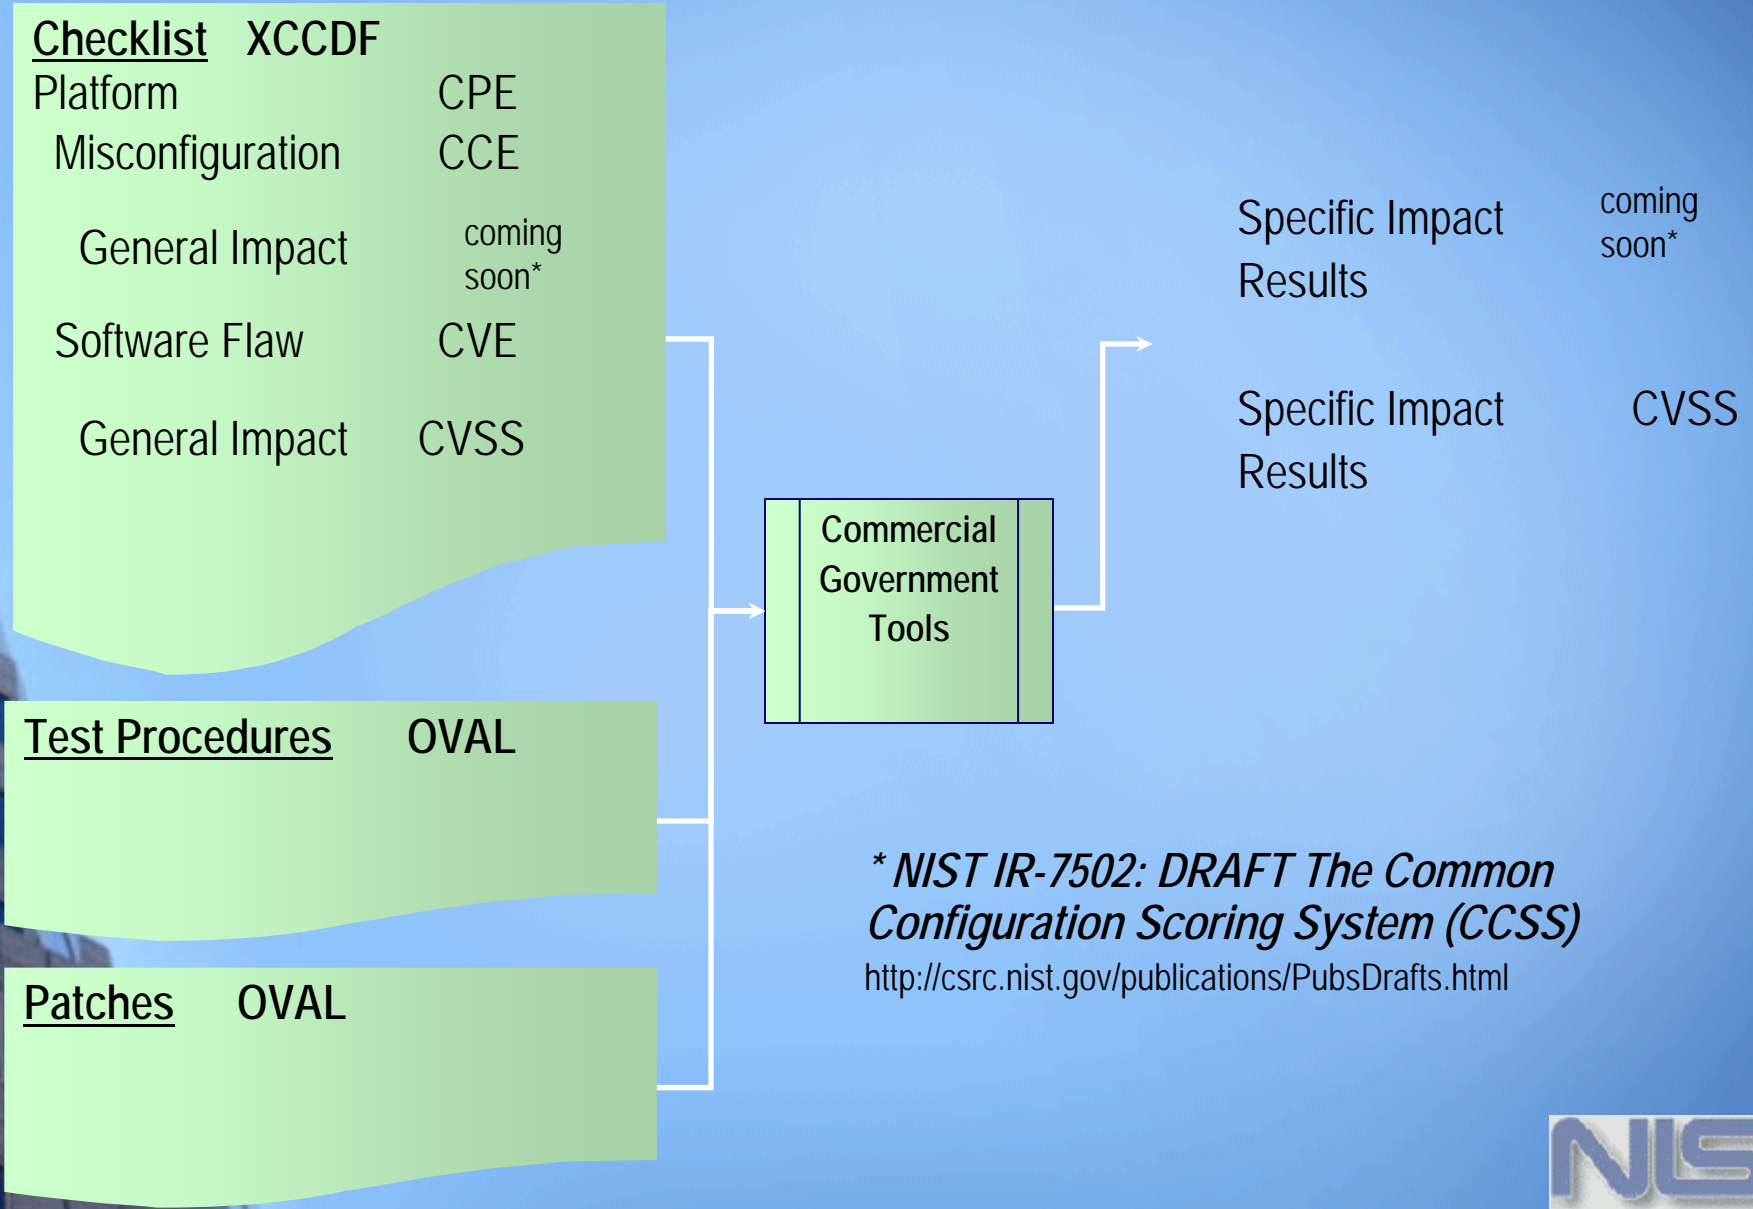 Checklist XCCDF
Platform CPE
Misconfiguration CCE
General Impact coming
soon*
Software Flaw CVE
General Impact CVSS
Test Procedures OVAL
Patches OVAL
Commercial
Government
Tools
Specific Impact coming
Results soon*
Specific Impact CVSS
Results
* NIST IR-7502: DRAFT The Common
Configuration Scoring System (CCSS)
http://csrc.nist.gov/publications/PubsDrafts.html
NIS